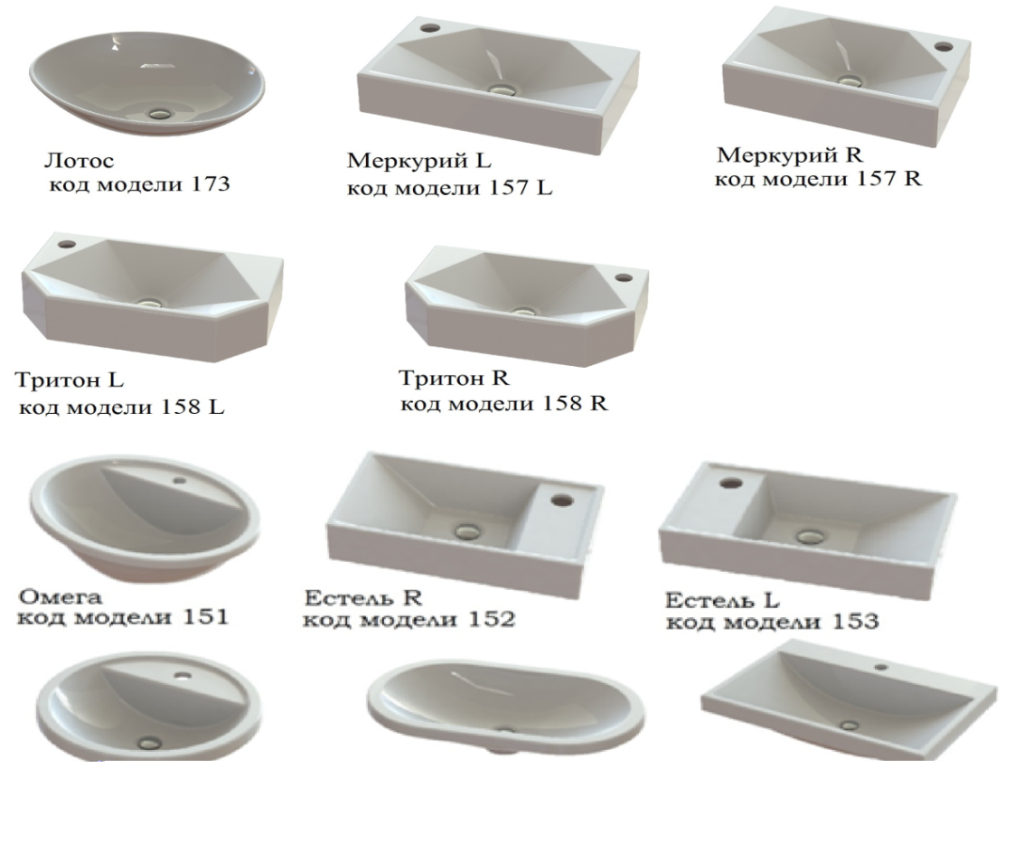 Лотос
код модели 173
Меркурий L
код модели 157 L
Меркурий R
код модели 157 R
Тритон L
код модели 158 L
Тритон R
код модели 158 R
Омега
код модели 151
Естель R
код модели 152
Естель L
код модели 153